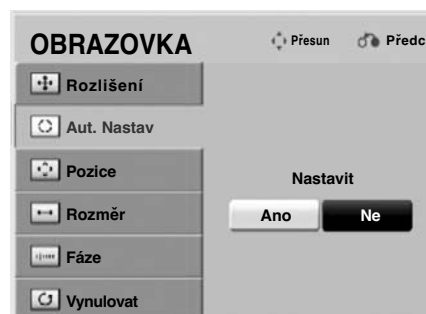 OBRAZOVKA
Přesun Předc
Rozlišení
Aut. Nastav
Pozice
Rozměr
Fáze
Vynulovat
Nastavit
Ano Ne